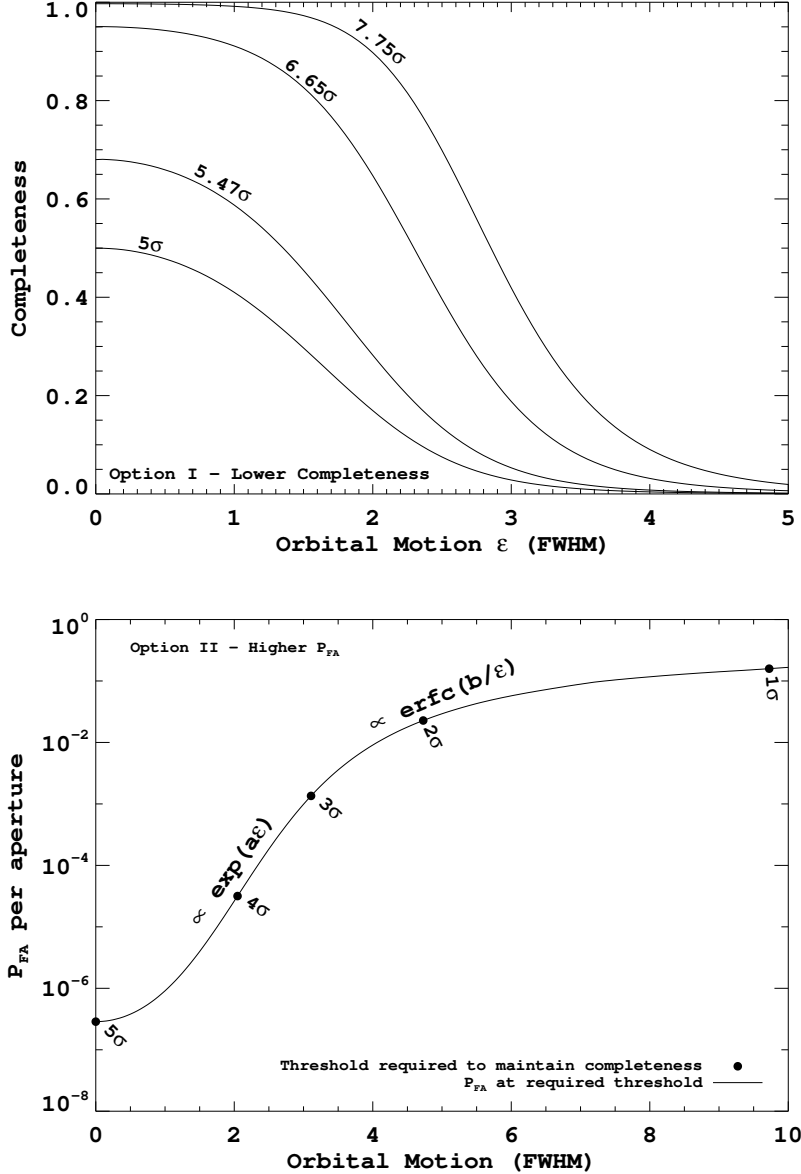 1.0
0.8
0.6
0.4
0.2
0.0
Completeness
7.75σ
6.65σ
5.47σ
5σ
Option I – Lower Completeness
0 1 2 3 4 5
Orbital Motion ε (FWHM)
10⁰
10⁻²
10⁻⁴
10⁻⁶
10⁻⁸
P_FA per aperture
Option II – Higher P_FA
∝ erfc(b/ε)
1σ
2σ
3σ
∝ exp(aε)
4σ
5σ
Threshold required to maintain completeness
P_FA at required threshold
0 2 4 6 8 10
Orbital Motion (FWHM)